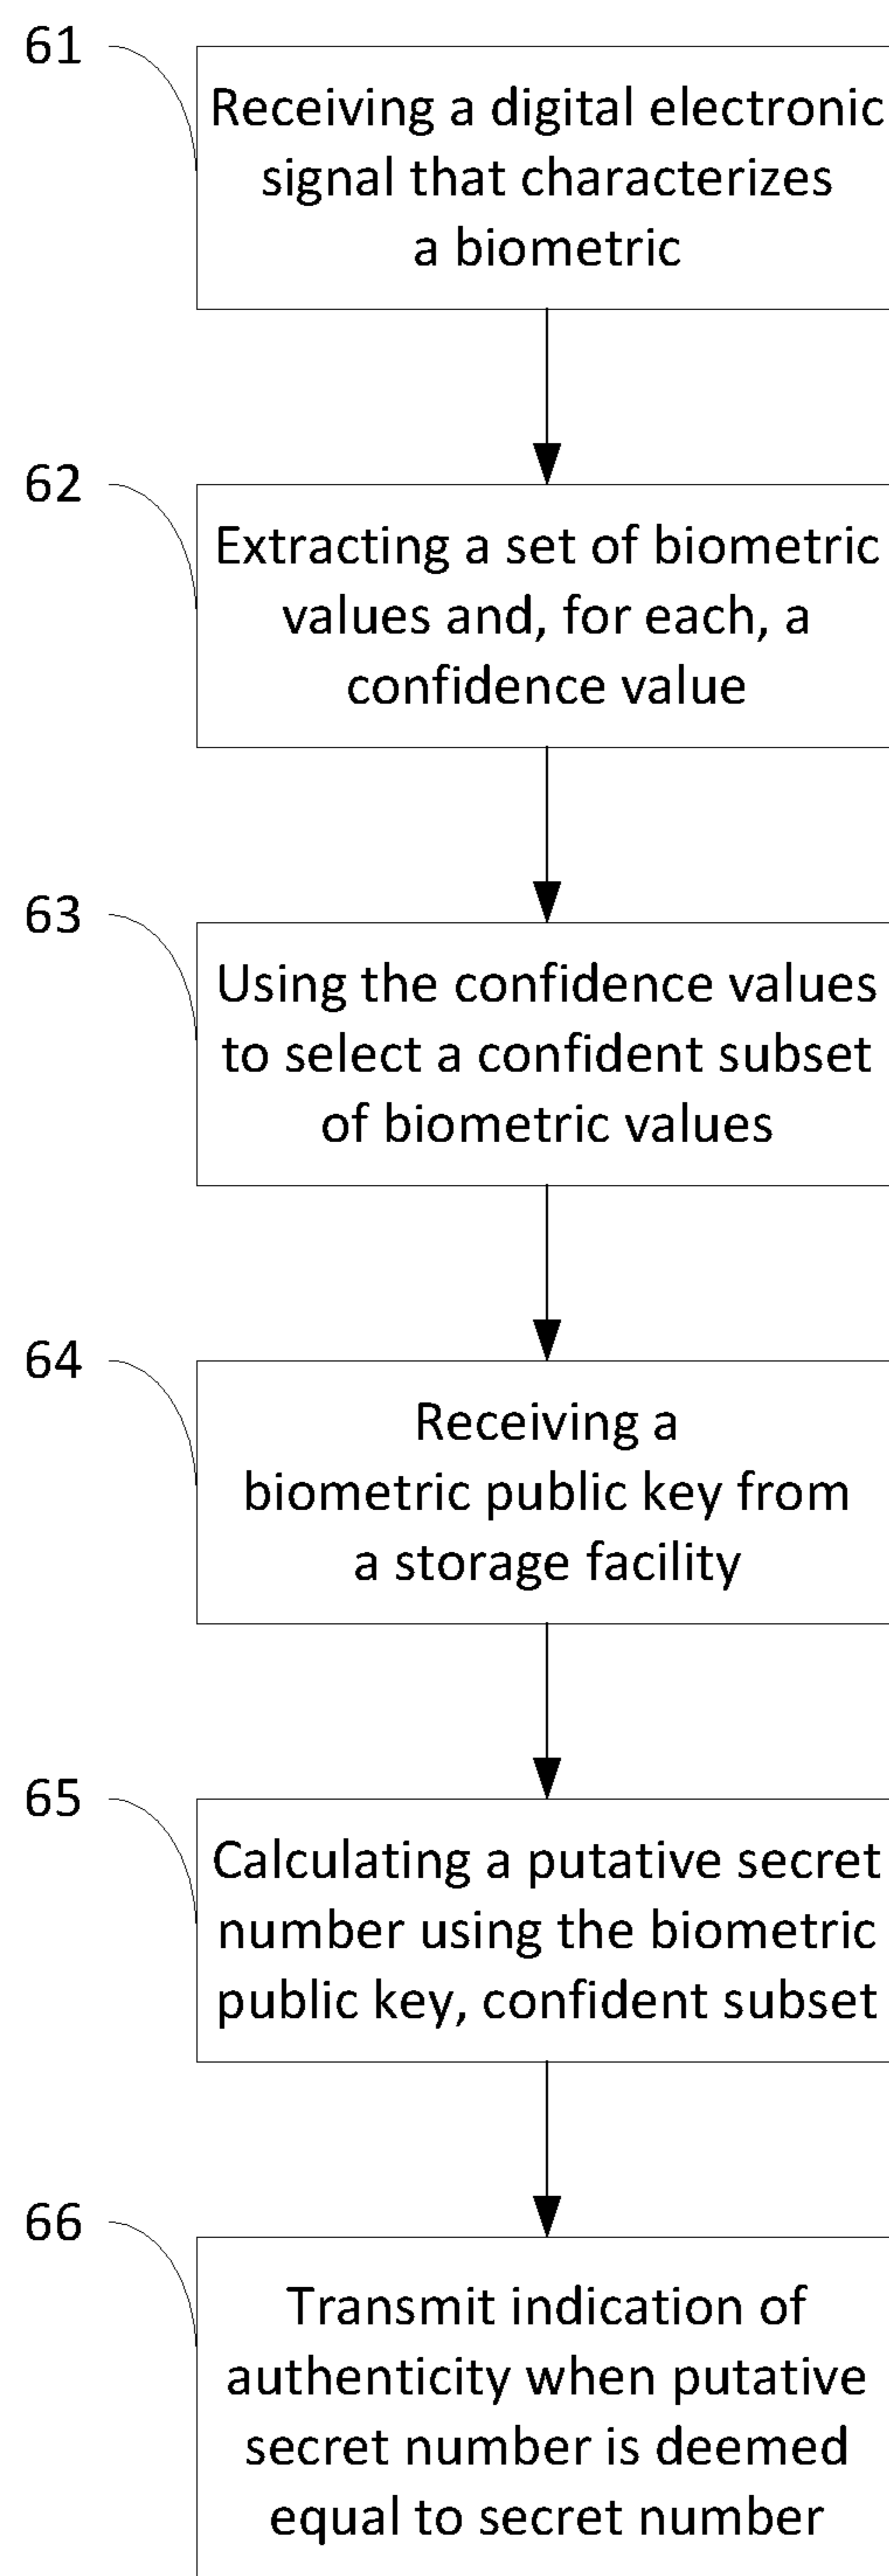 61
Receiving a digital electronic
signal that characterizes
a biometric
62
Extracting a set of biometric
values and, for each, a
confidence value
63
Using the confidence values
to select a confident subset
of biometric values
64
Receiving a
biometric public key from
a storage facility
65
Calculating a putative secret
number using the biometric
public key, confident subset
66
Transmit indication of
authenticity when putative
secret number is deemed
equal to secret number